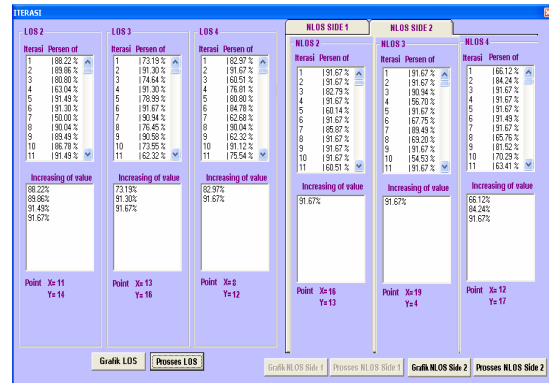 ITERASI
LOS 2
Iterasi Persen of
1 |88.22 %
2 |89.86 %
3 |80.80 %
4 |63.04 %
5 |91.49 %
6 |91.30 %
7 |50.00 %
8 |90.04 %
9 |89.49 %
10 |86.78 %
11 |91.49 %
Increasing of value
88.22%
89.86%
91.49%
91.67%
Point X= 11
Y= 14
LOS 3
Iterasi Persen of
1 |73.19 %
2 |91.30 %
3 |74.64 %
4 |91.30 %
5 |78.99 %
6 |91.67 %
7 |90.94 %
8 |76.45 %
9 |90.58 %
10 |73.55 %
11 |62.32 %
Increasing of value
73.19%
91.30%
91.67%
Point X= 13
Y= 16
LOS 4
Iterasi Persen of
1 |82.97 %
2 |91.67 %
3 |60.51 %
4 |76.81 %
5 |80.80 %
6 |84.78 %
7 |62.68 %
8 |90.04 %
9 |62.32 %
10 |91.12 %
11 |75.54 %
Increasing of value
82.97%
91.67%
Point X= 8
Y= 12
Grafik LOS
Prosses LOS
NLOS SIDE 1
NLOS SIDE 2
NLOS 2
Iterasi Persen of
1 |91.67 %
2 |91.67 %
3 |82.79 %
4 |91.67 %
5 |60.14 %
6 |91.67 %
7 |85.87 %
8 |91.67 %
9 |91.67 %
10 |91.67 %
11 |60.51 %
Increasing of value
91.67%
Point X= 16
Y= 13
NLOS 3
Iterasi Persen of
1 |91.67 %
2 |91.67 %
3 |90.94 %
4 |56.70 %
5 |91.67 %
6 |67.75 %
7 |89.49 %
8 |69.20 %
9 |91.67 %
10 |54.53 %
11 |91.67 %
Increasing of value
91.67%
Point X= 19
Y= 4
NLOS 4
Iterasi Persen of
1 |66.12 %
2 |84.24 %
3 |91.67 %
4 |91.67 %
5 |91.67 %
6 |91.49 %
7 |91.67 %
8 |65.76 %
9 |81.52 %
10 |70.29 %
11 |63.41 %
Increasing of value
66.12%
84.24%
91.67%
Point X= 12
Y= 17
Grafik NLOS Side 1
Prosses NLOS Side 1
Grafik NLOS Side 2
Prosses NLOS Side 2